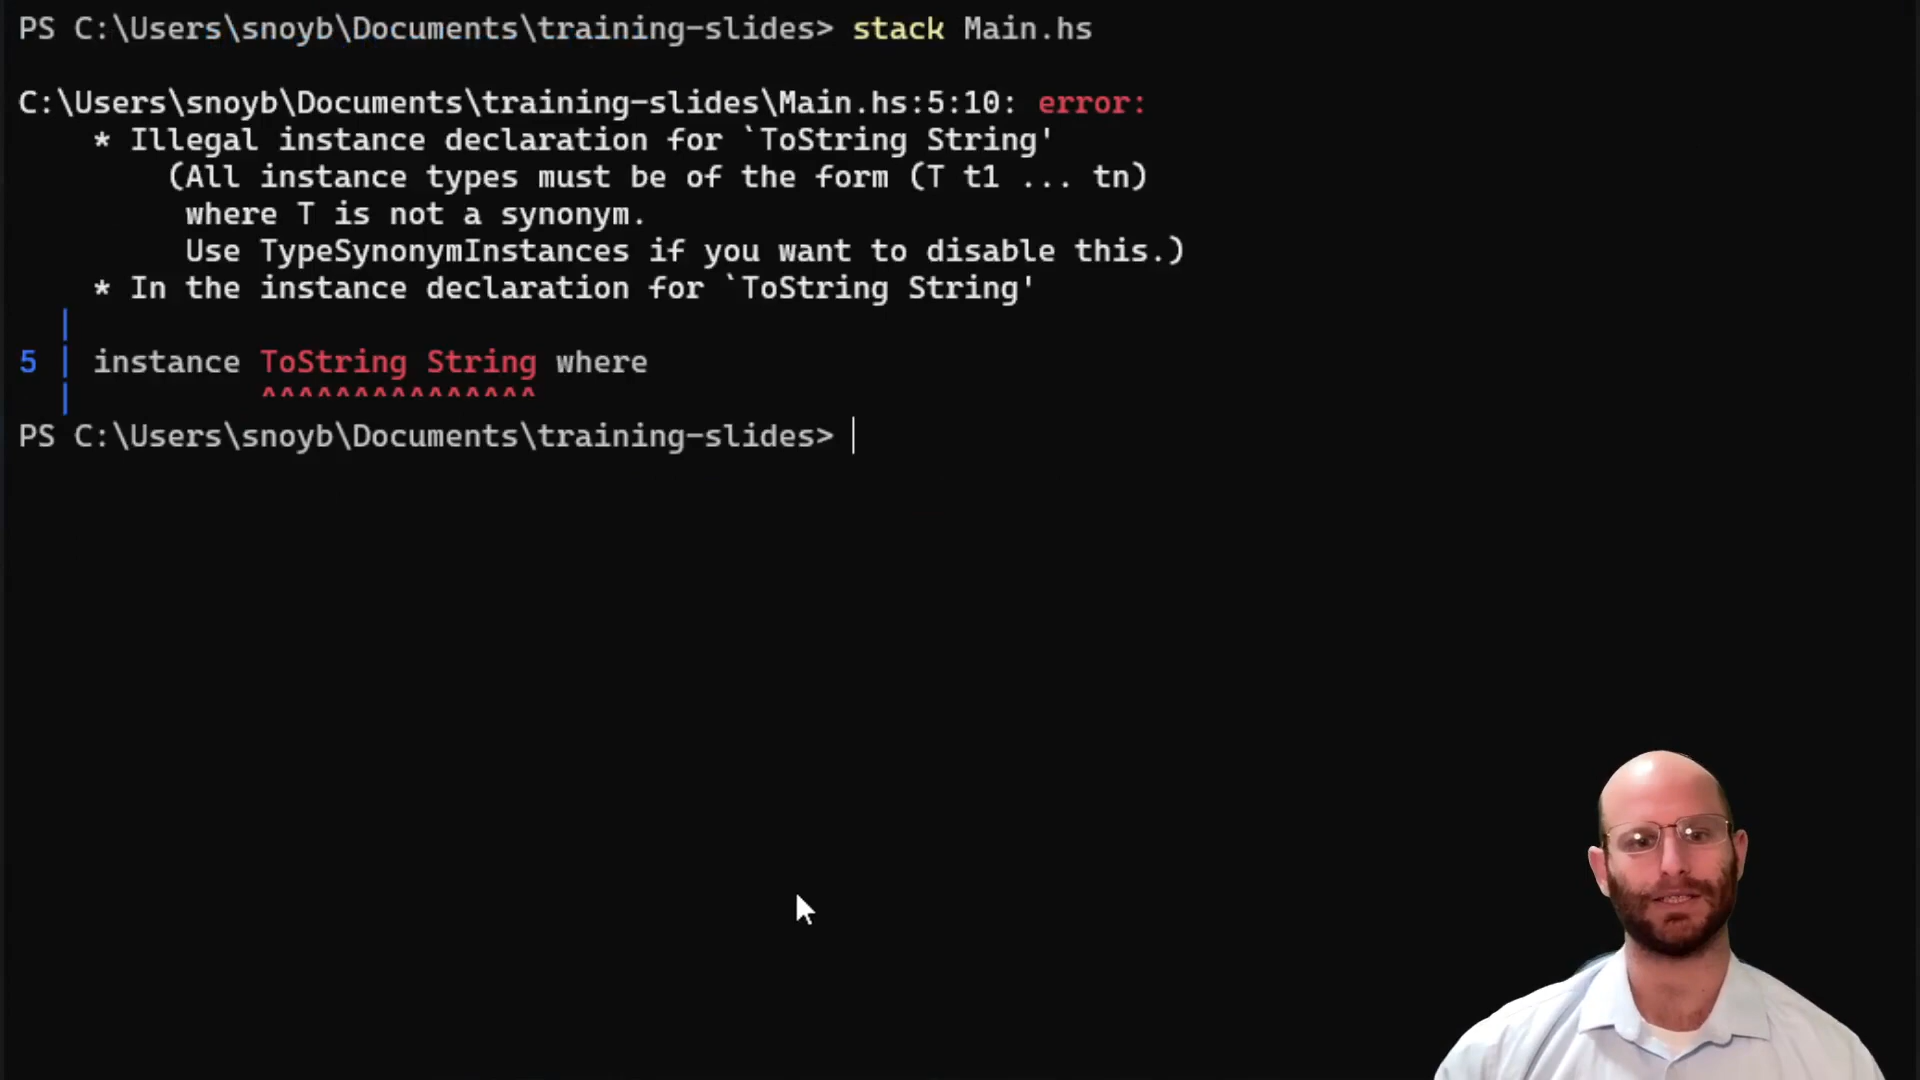 PS C:\Users\snoyb\Documents\training-slides> stack Main.hs
C:\Users\snoyb\Documents\training-slides\Main.hs:5:10: error:
* Illegal instance declaration for `ToString String'
(All instance types must be of the form (T t1 ... tn)
where T is not a synonym.
Use TypeSynonymInstances if you want to disable this.)
* In the instance declaration for `ToString String'
|
5 | instance ToString String where
| ^^^^^^^^^^^^^^^
PS C:\Users\snoyb\Documents\training-slides>